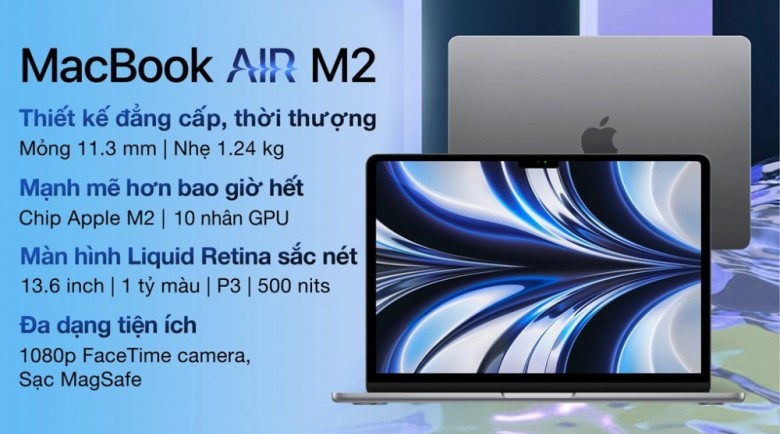 MacBook AIR M2
Thiết kế đẳng cấp, thời thượng
Mỏng 11.3 mm | Nhẹ 1.24 kg
Mạnh mẽ hơn bao giờ hết
Chip Apple M2 | 10 nhân GPU
Màn hình Liquid Retina sắc nét
13.6 inch | 1 tỷ màu | P3 | 500 nits
Đa dạng tiện ích
1080p FaceTime camera,
Sạc MagSafe